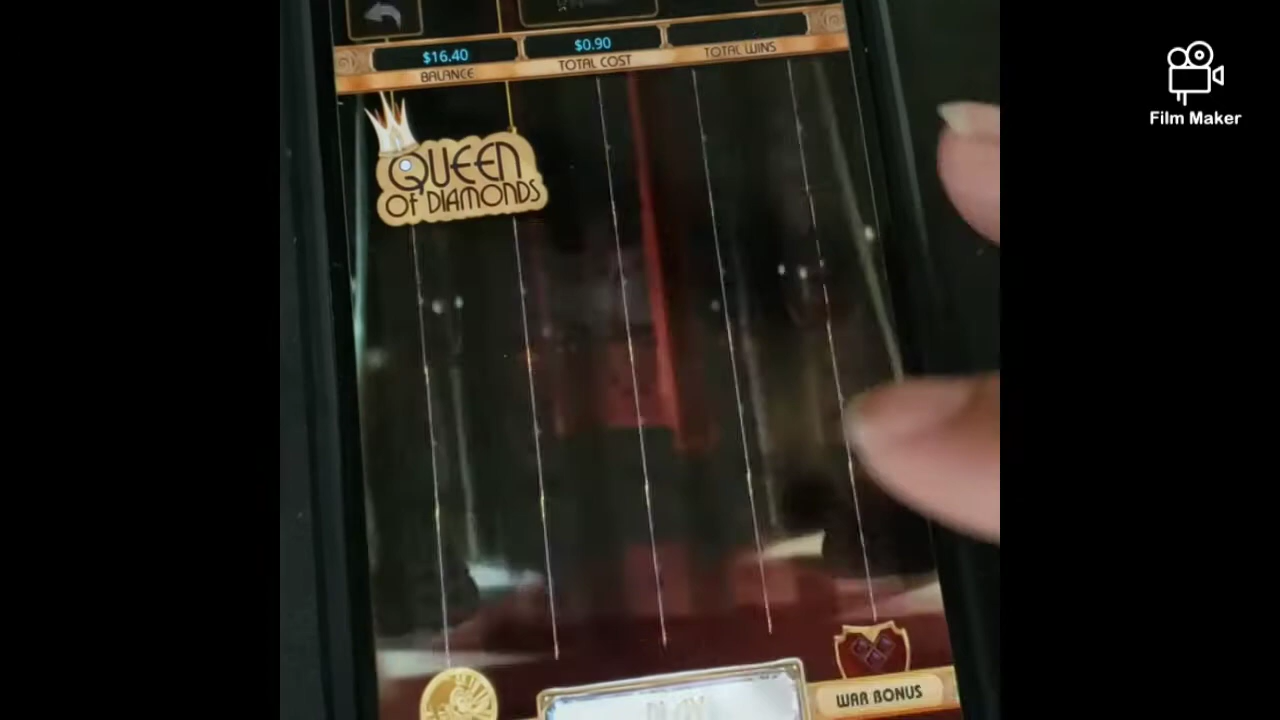 $16.40
BALANCE
$0.90
TOTAL COST
TOTAL WINS
QUEEN
OF DIAMONDS
WAR BONUS
Film Maker